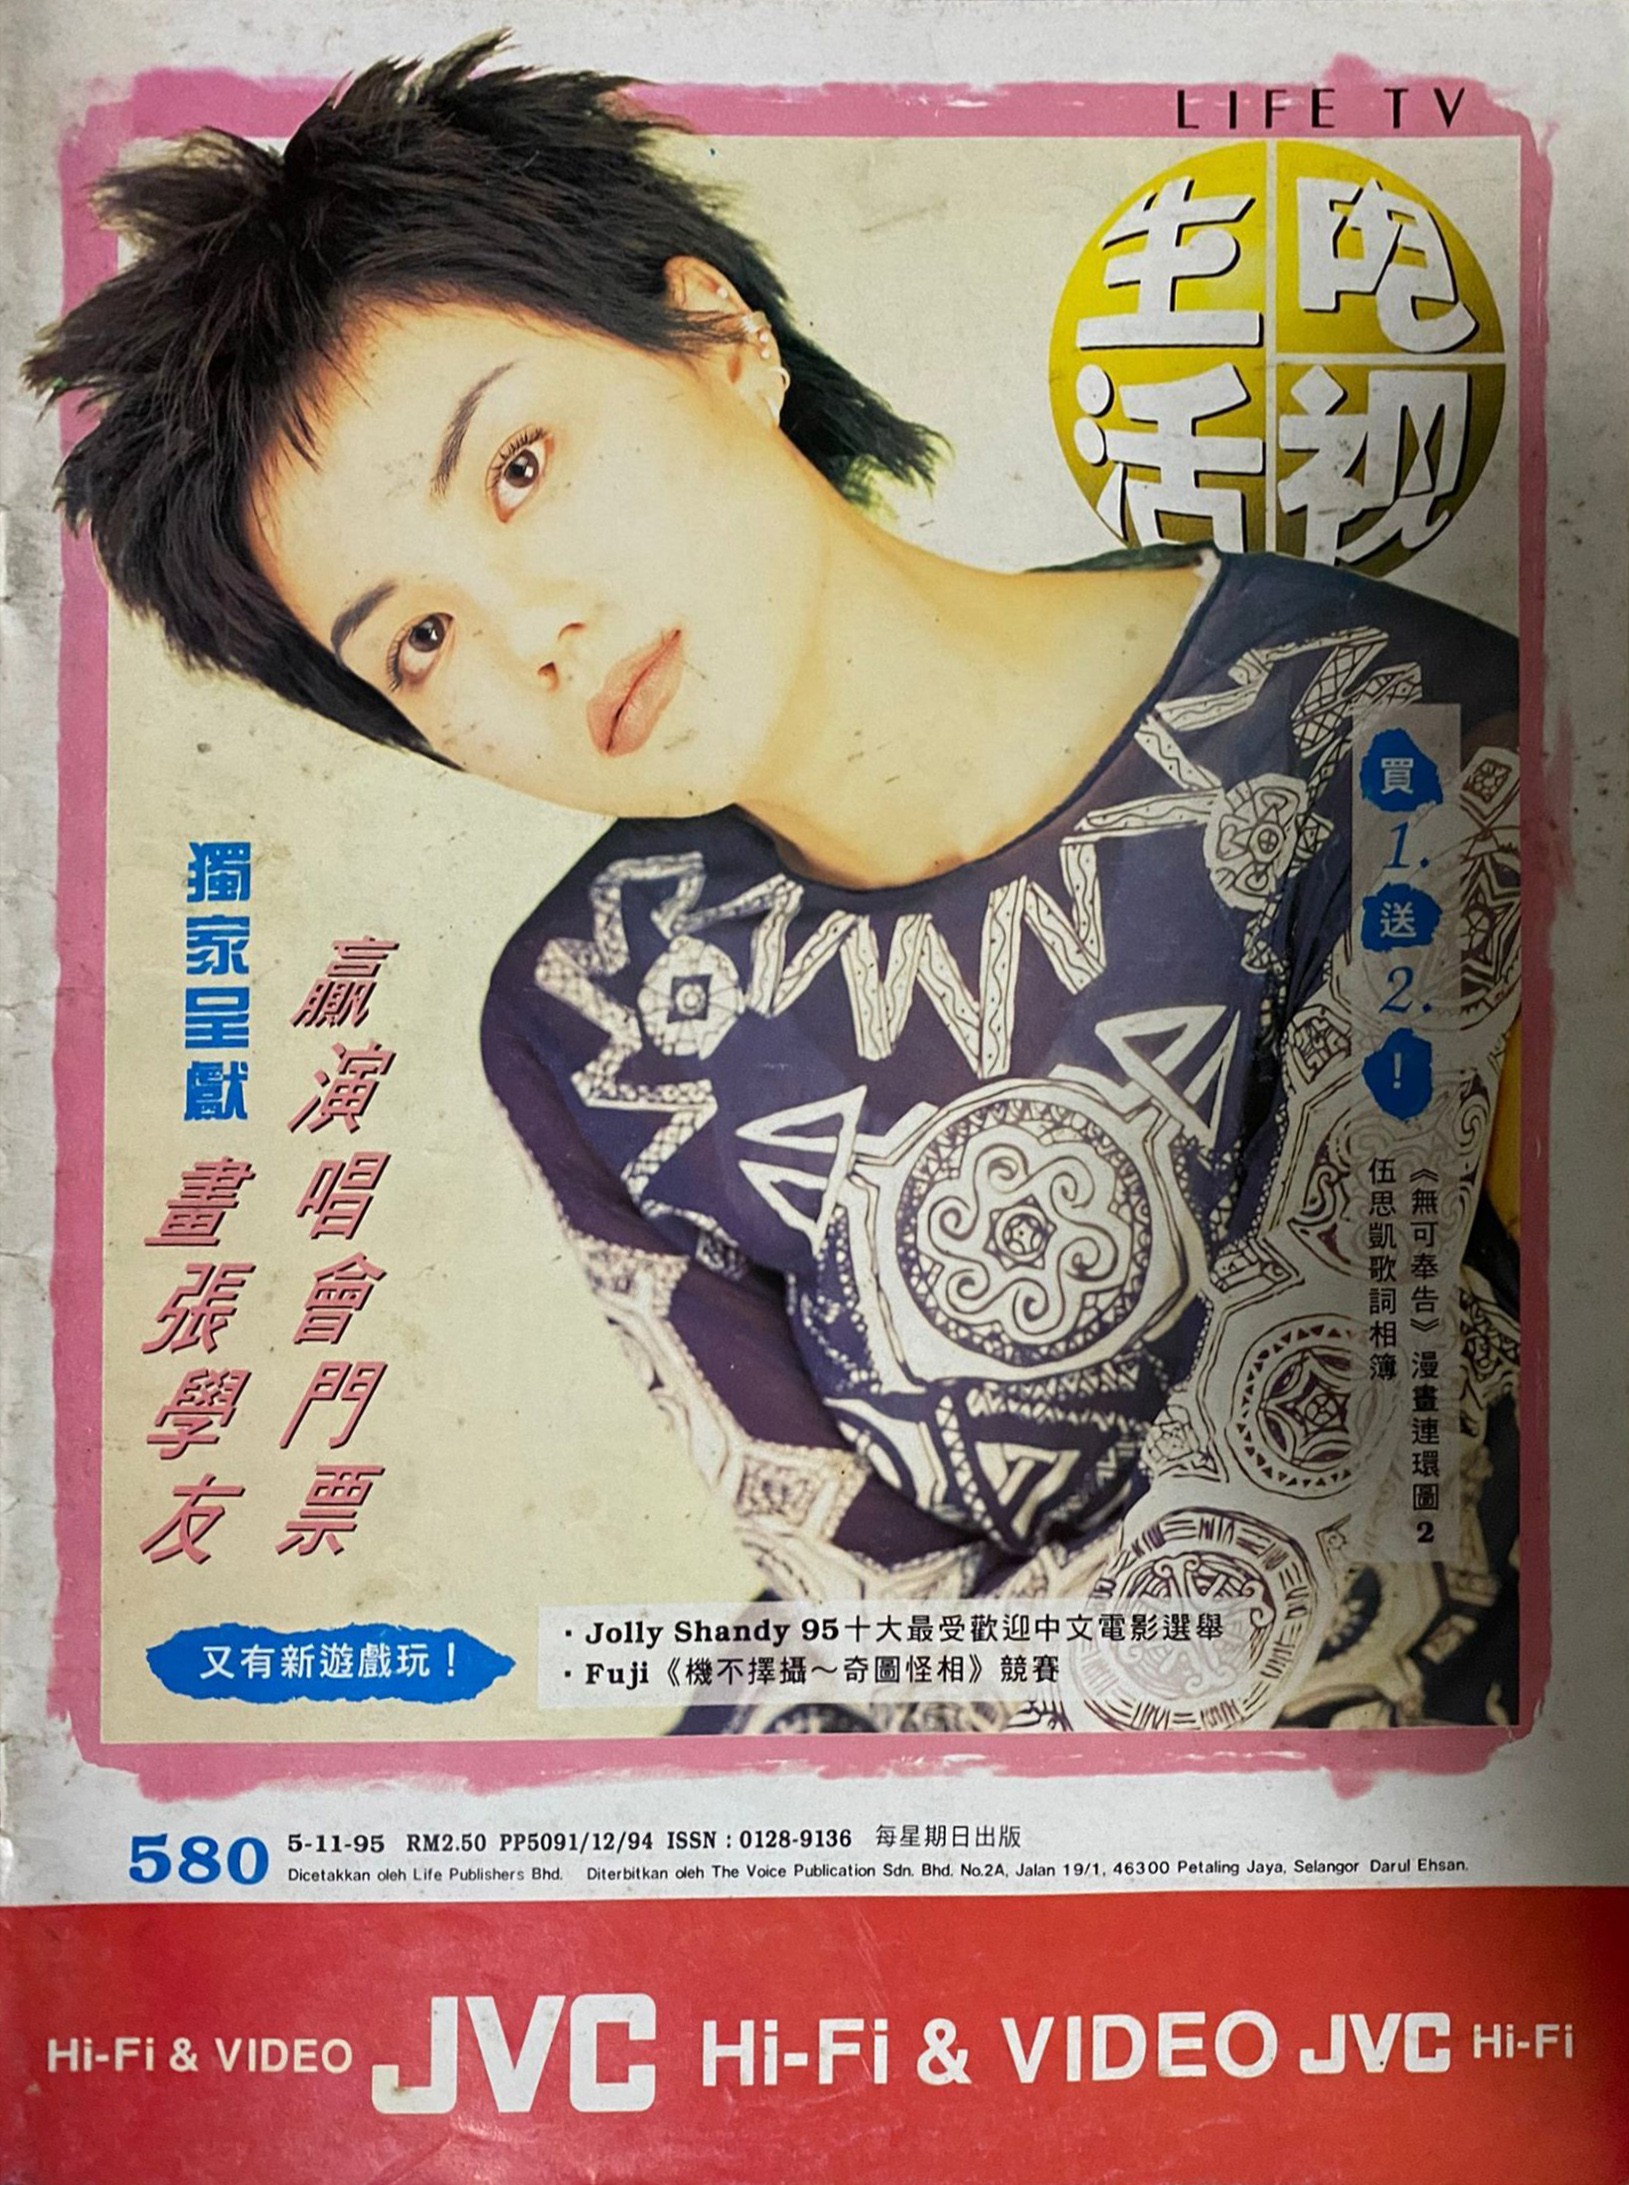 LIFE TV
生活电视
獨家呈獻
畫張學友
贏演唱會門票
買1.送2.!
《無可奉告》漫畫連環圖2
伍思凱歌詞相簿
又有新遊戲玩！
·Jolly Shandy 95十大最受歡迎中文電影選舉
·Fuji《機不擇攝～奇圖怪相》競賽
580
5-11-95 RM2.50 PP5091/12/94 ISSN : 0128-9136 每星期日出版
Dicetakkan oleh Life Publishers Bhd. Diterbitkan oleh The Voice Publication Sdn. Bhd. No.2A, Jalan 19/1, 46300 Petaling Jaya, Selangor Darul Ehsan.
Hi-Fi & VIDEO JVC Hi-Fi & VIDEO JVC Hi-Fi